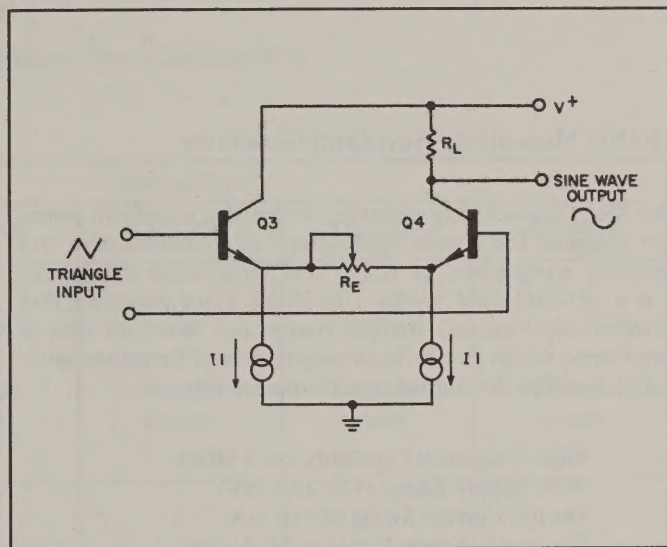 V+
RL
SINE WAVE
OUTPUT
Q3
Q4
TRIANGLE
INPUT
RE
I1
I1